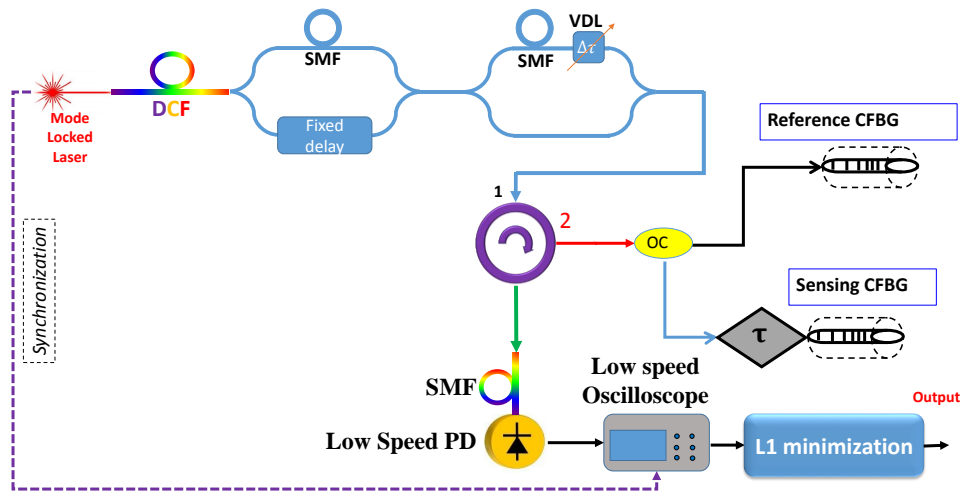 SMF
VDL
Δτ
SMF
DCF
Mode
Locked
Laser
Fixed
delay
Reference CFBG
1
2
OC
Synchronization
Sensing CFBG
τ
SMF
Low speed
Oscilloscope
Output
Low Speed PD
L1 minimization